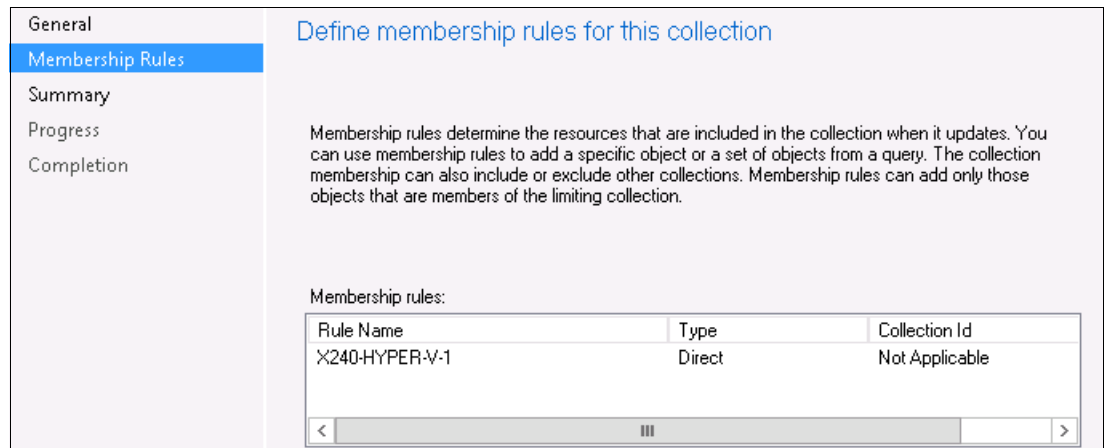 General
Membership Rules
Summary
Progress
Completion
Define membership rules for this collection
Membership rules determine the resources that are included in the collection when it updates. You
can use membership rules to add a specific object or a set of objects from a query. The collection
membership can also include or exclude other collections. Membership rules can add only those
objects that are members of the limiting collection.
Membership rules:
Rule Name Type Collection Id
X240-HYPER-V-1 Direct Not Applicable